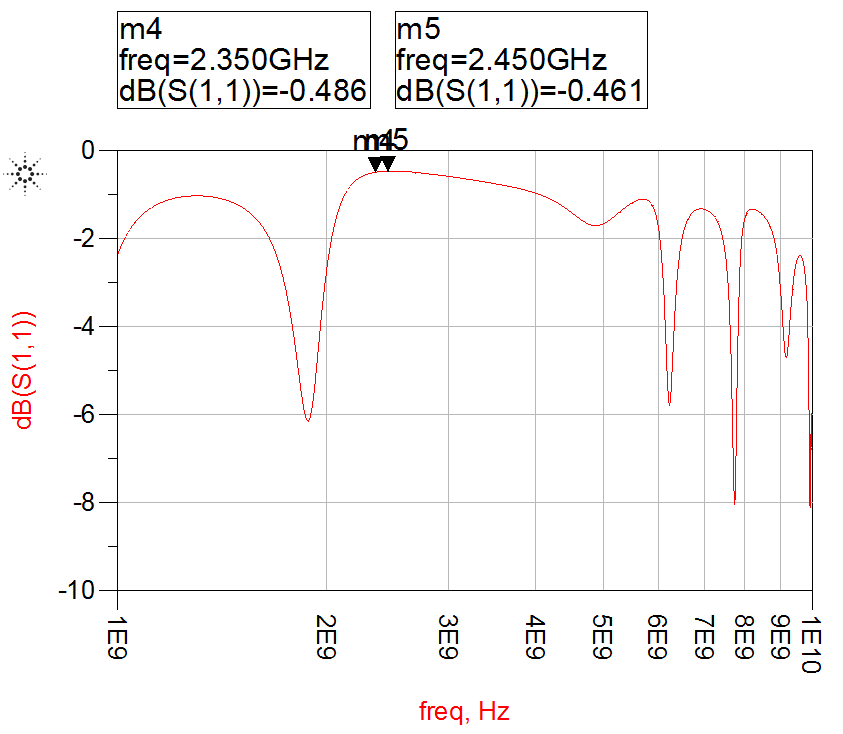 m4
freq=2.350GHz
dB(S(1,1))=-0.486
m5
freq=2.450GHz
dB(S(1,1))=-0.461
m4
m5
0
-2
-4
-6
-8
-10
dB(S(1,1))
1E9
2E9
3E9
4E9
5E9
6E9
7E9
8E9
9E9
1E10
freq, Hz